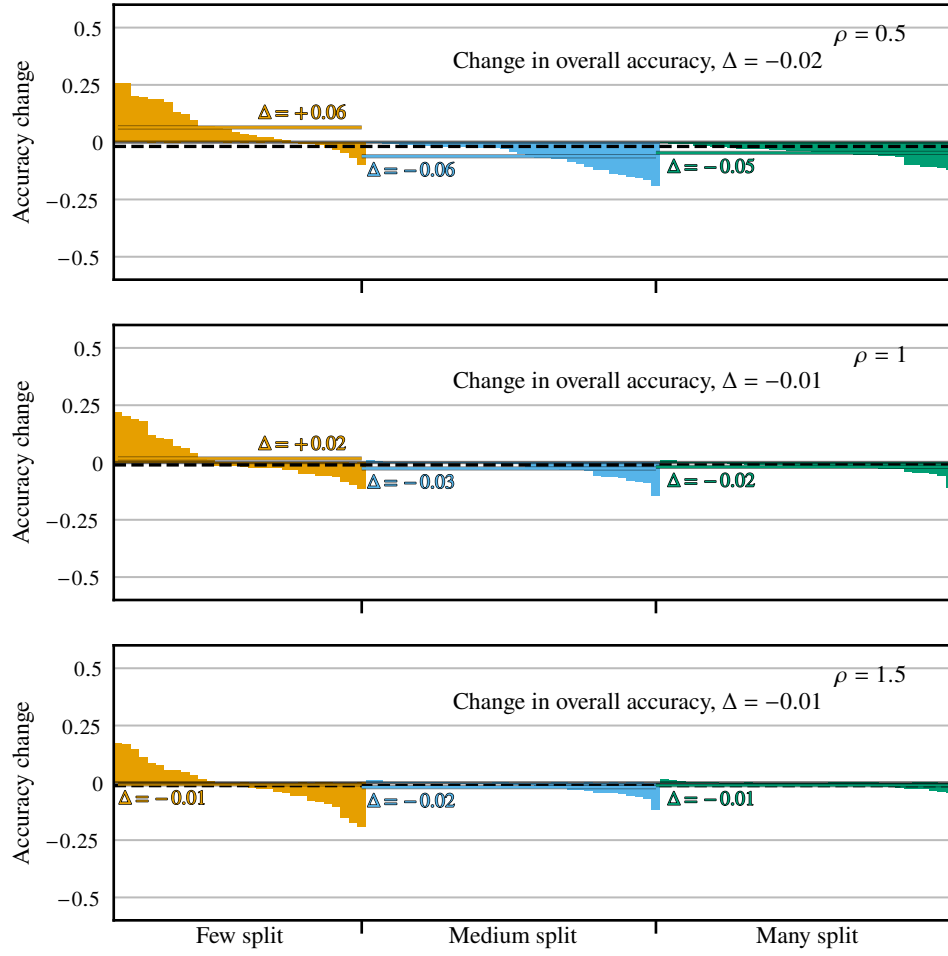 0.5
ρ = 0.5
Change in overall accuracy, Δ = −0.02
0.25
Δ = +0.06
0
Δ = −0.06
Δ = −0.05
−0.25
−0.5
Accuracy change
0.5
ρ = 1
Change in overall accuracy, Δ = −0.01
0.25
Δ = +0.02
0
Δ = −0.03
Δ = −0.02
−0.25
−0.5
Accuracy change
0.5
ρ = 1.5
Change in overall accuracy, Δ = −0.01
0.25
0
Δ = −0.01
Δ = −0.02
Δ = −0.01
−0.25
−0.5
Accuracy change
Few split
Medium split
Many split